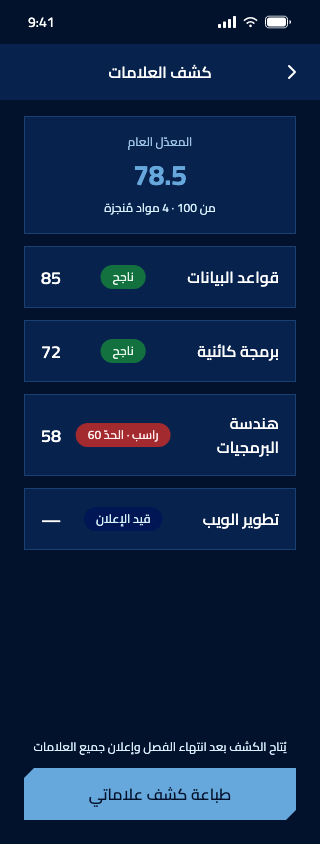 9:41
كشف العلامات
المعدّل العام
78.5
من 100 · 4 مواد مُنجزة
قواعد البيانات
ناجح
85
برمجة كائنية
ناجح
72
هندسة
البرمجيات
راسب · الحدّ 60
58
تطوير الويب
قيد الإعلان
—
يُتاح الكشف بعد انتهاء الفصل وإعلان جميع العلامات
طباعة كشف علاماتي